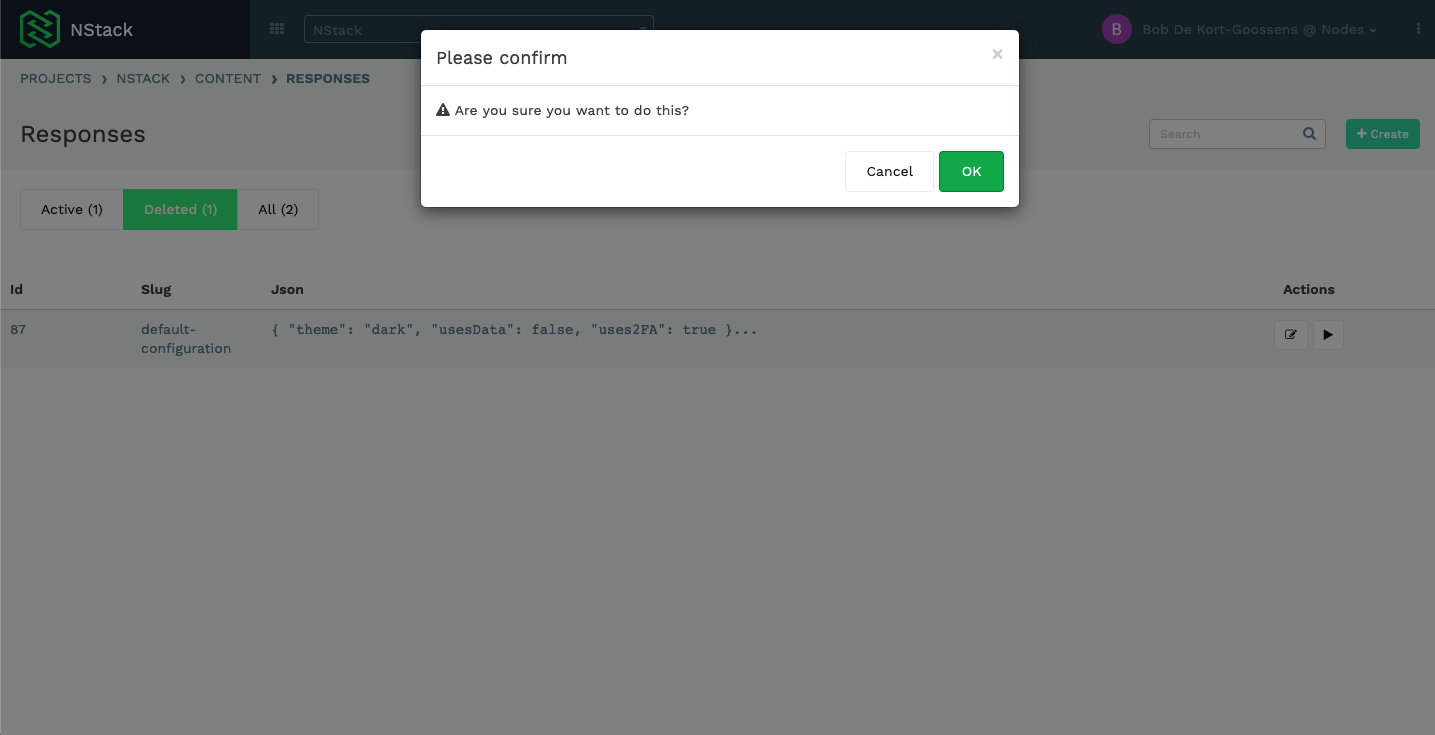 NStack
NStack
B
Bob De Kort-Goossens @ Nodes
Please confirm
×
Are you sure you want to do this?
Cancel
OK
PROJECTS › NSTACK › CONTENT › RESPONSES
Responses
Search
+ Create
Active (1)
Deleted (1)
All (2)
Id
Slug
Json
Actions
87
default-
configuration
{ "theme": "dark", "usesData": false, "uses2FA": true }...